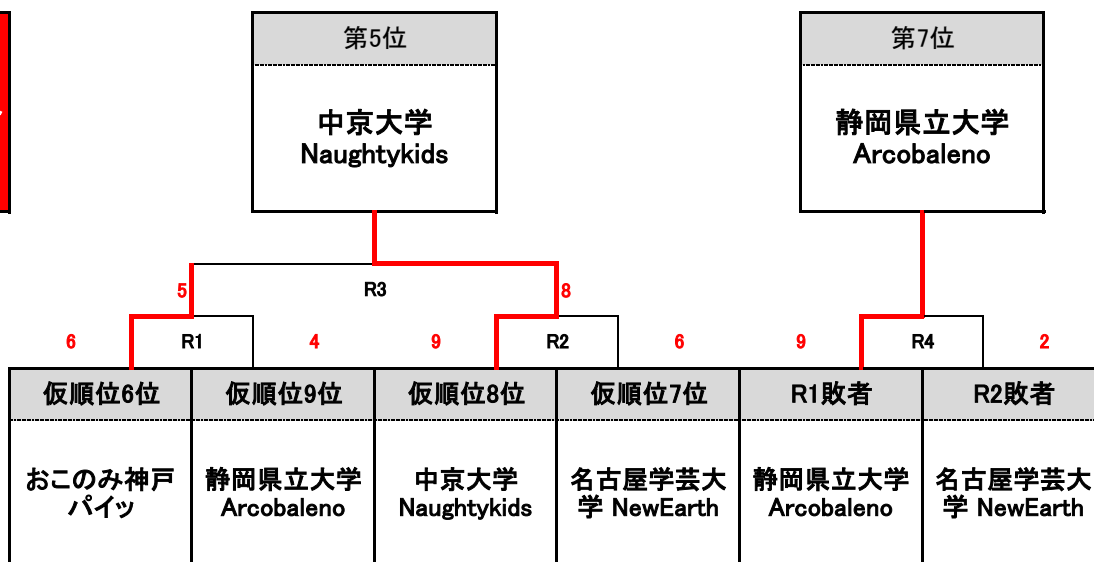 第5位
第7位
中京大学
Naughtykids
静岡県立大学
Arcobaleno
5
R3
8
6
R1
4
9
R2
6
9
R4
2
仮順位6位
仮順位9位
仮順位8位
仮順位7位
R1敗者
R2敗者
おこのみ神戸
パイッ
静岡県立大学
Arcobaleno
中京大学
Naughtykids
名古屋学芸大
学 NewEarth
静岡県立大学
Arcobaleno
名古屋学芸大
学 NewEarth